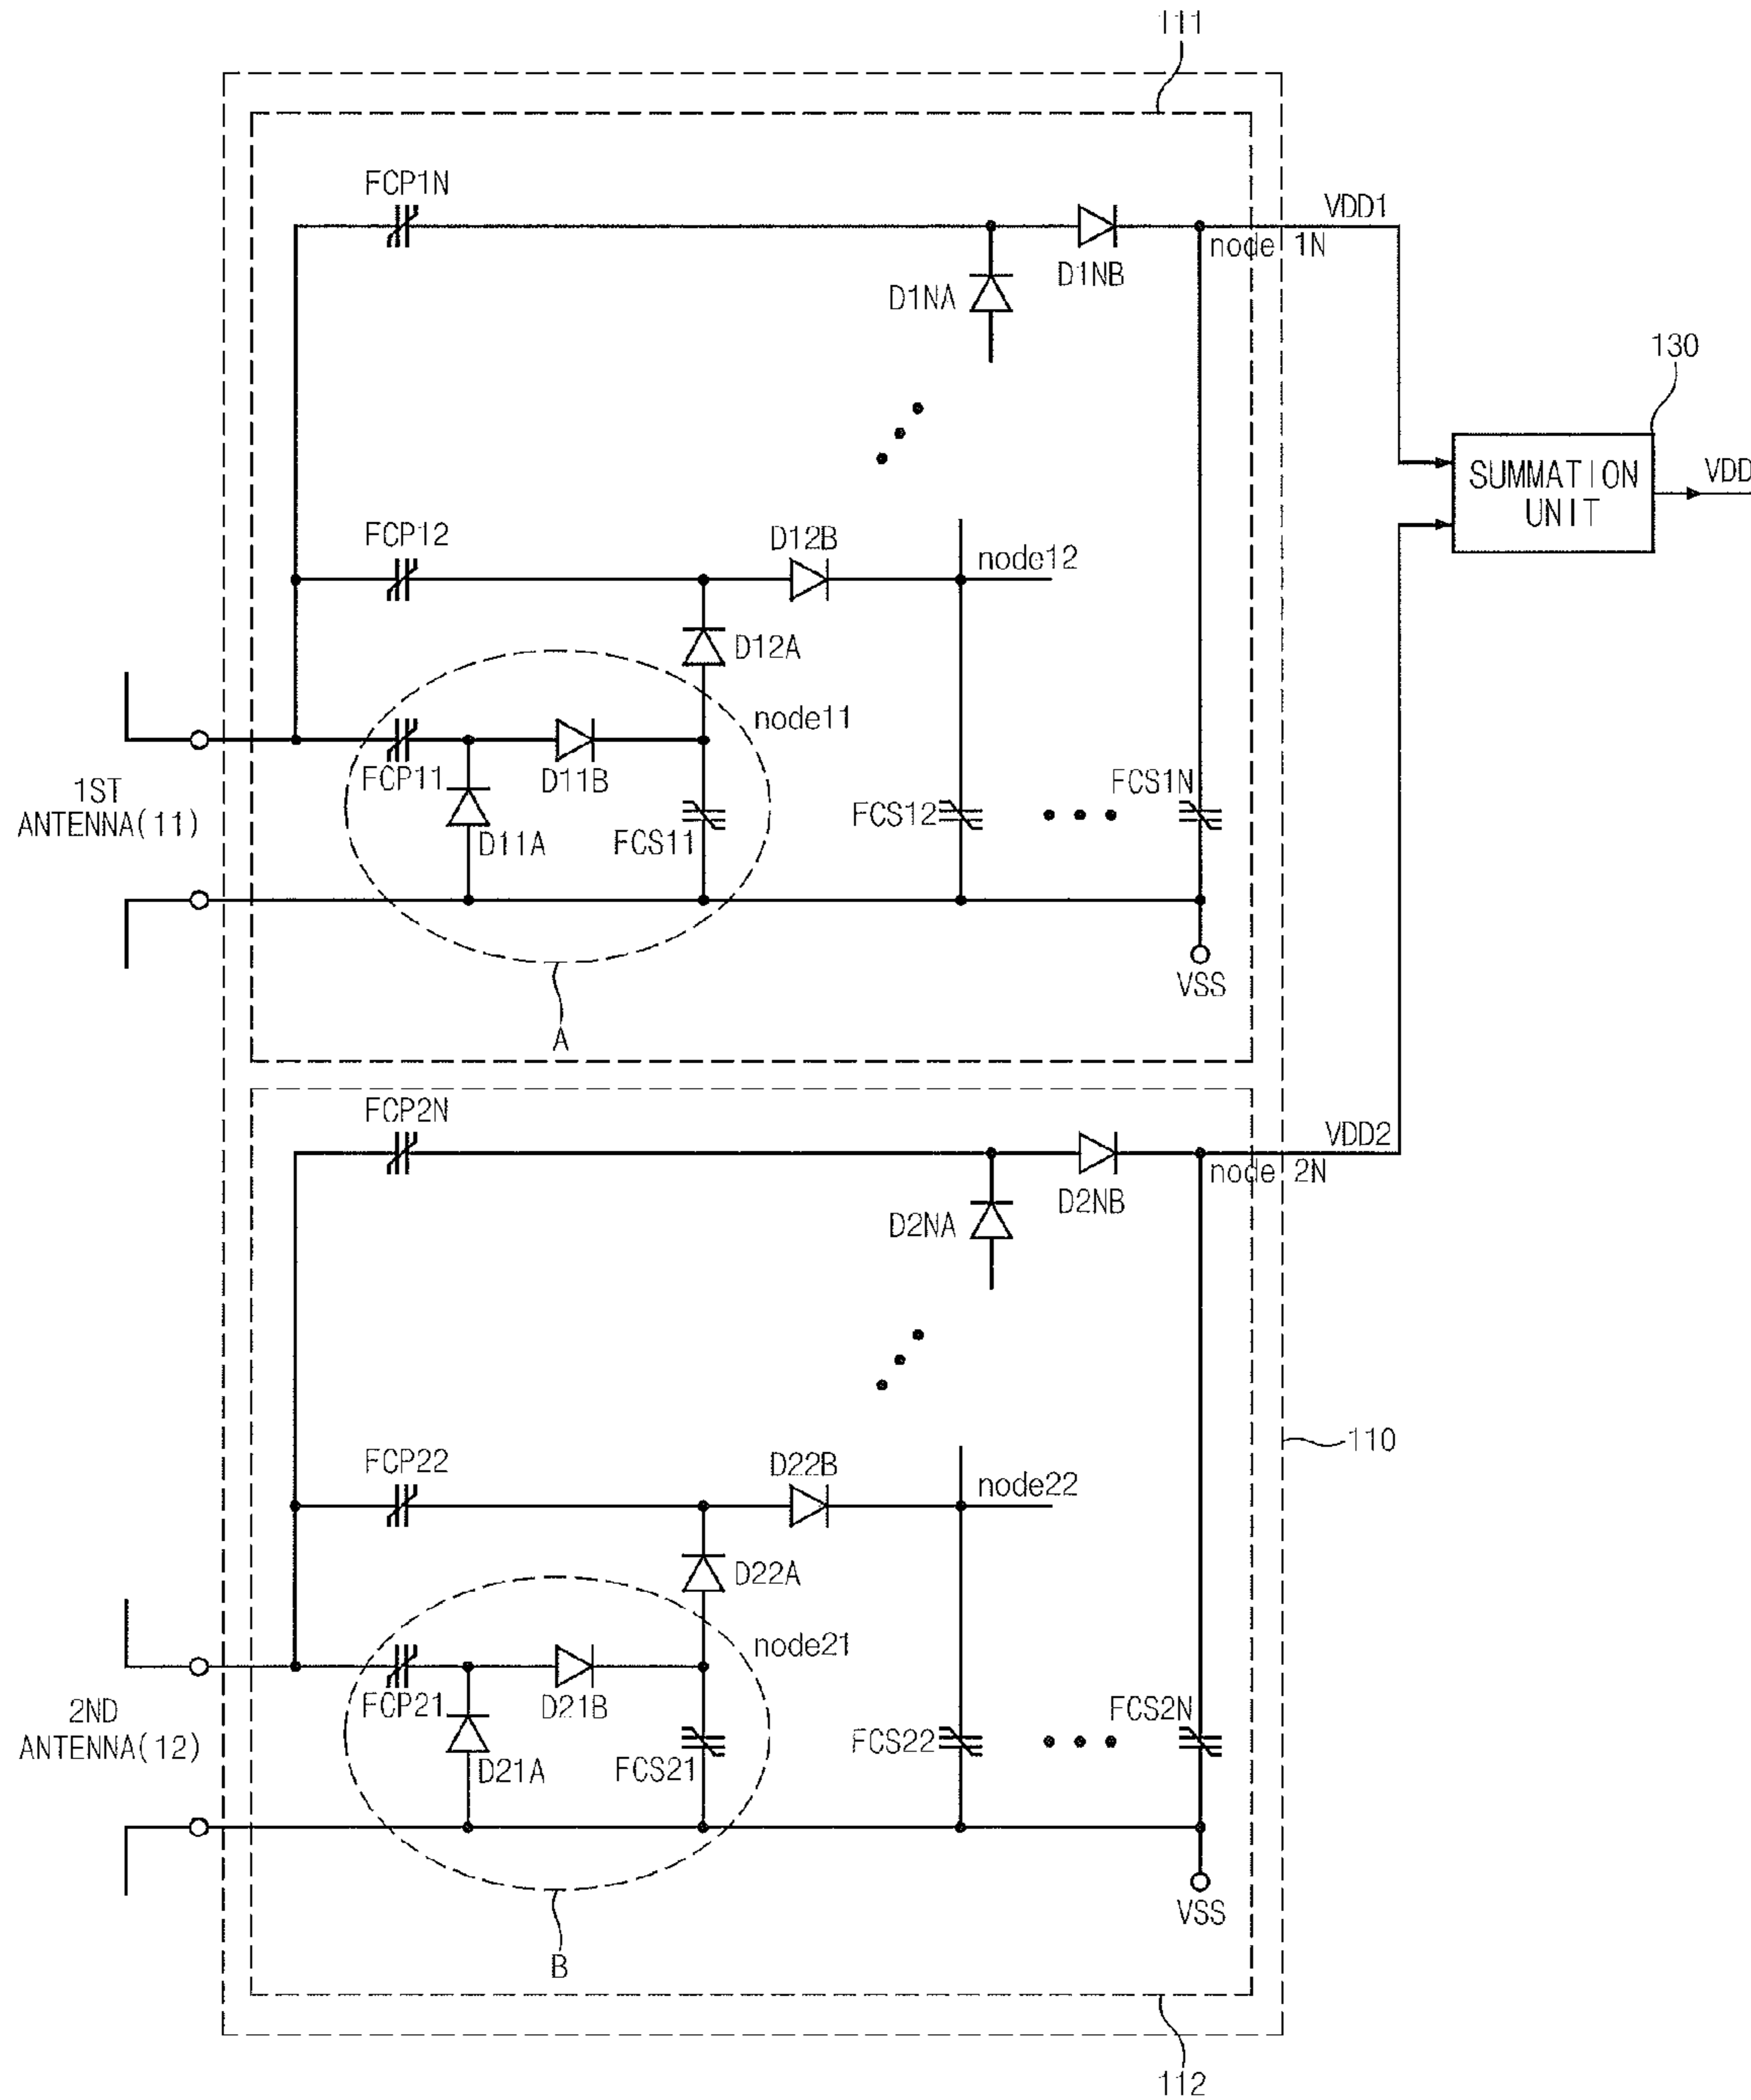 111
FCP1N
VDD1
node 1N
D1NB
D1NA
130
SUMMATION
UNIT
VDD
FCP12
D12B
node12
D12A
node11
FCP11
D11B
1ST
ANTENNA(11)
D11A
FCS11
FCS12
FCS1N
VSS
A
FCP2N
VDD2
node 2N
D2NB
D2NA
110
FCP22
D22B
node22
D22A
node21
FCP21
D21B
2ND
ANTENNA(12)
D21A
FCS21
FCS22
FCS2N
VSS
B
112